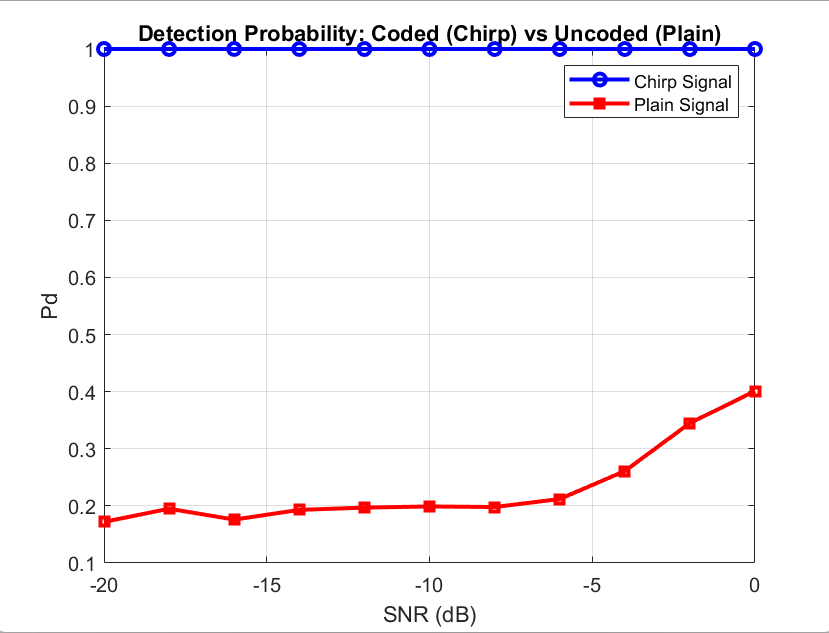 Detection Probability: Coded (Chirp) vs Uncoded (Plain)
1
Chirp Signal
Plain Signal
0.9
0.8
0.7
0.6
0.5
0.4
0.3
0.2
0.1
Pd
-20 -15 -10 -5 0
SNR (dB)